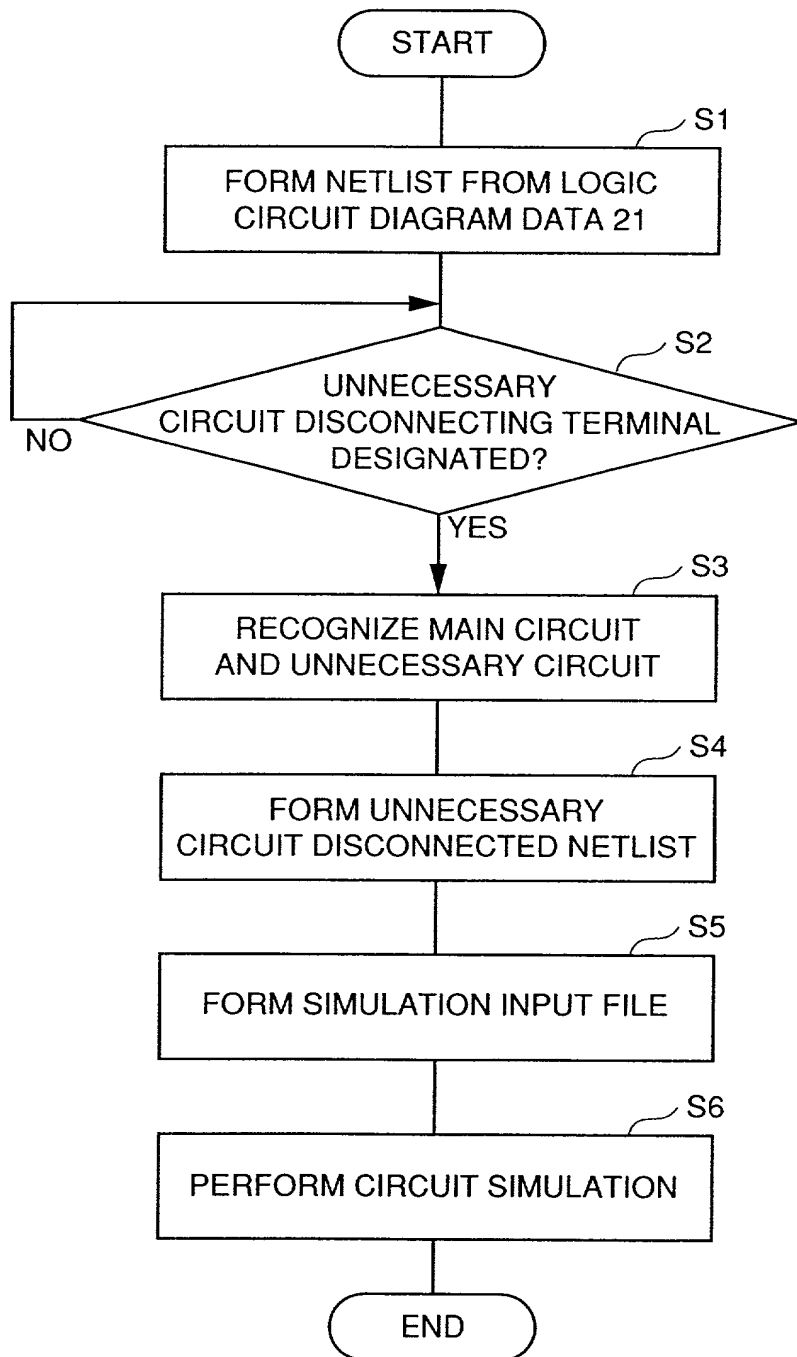 START
S1
FORM NETLIST FROM LOGIC
CIRCUIT DIAGRAM DATA 21
S2
UNNECESSARY
CIRCUIT DISCONNECTING TERMINAL
DESIGNATED?
NO
YES
S3
RECOGNIZE MAIN CIRCUIT
AND UNNECESSARY CIRCUIT
S4
FORM UNNECESSARY
CIRCUIT DISCONNECTED NETLIST
S5
FORM SIMULATION INPUT FILE
S6
PERFORM CIRCUIT SIMULATION
END